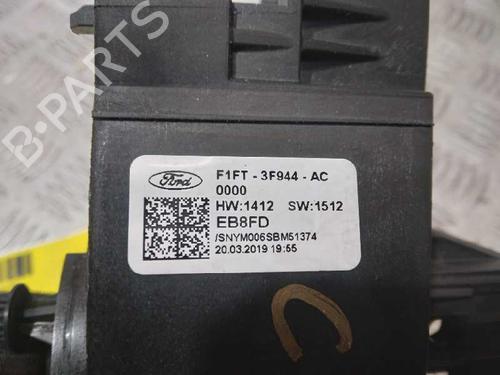 B-PARTS
Ford
F1FT - 3F944 - AC
0000
HW:1412 SW:1512
EB8FD
/SNYM006SBM51374
20.03.2019 19:55
C